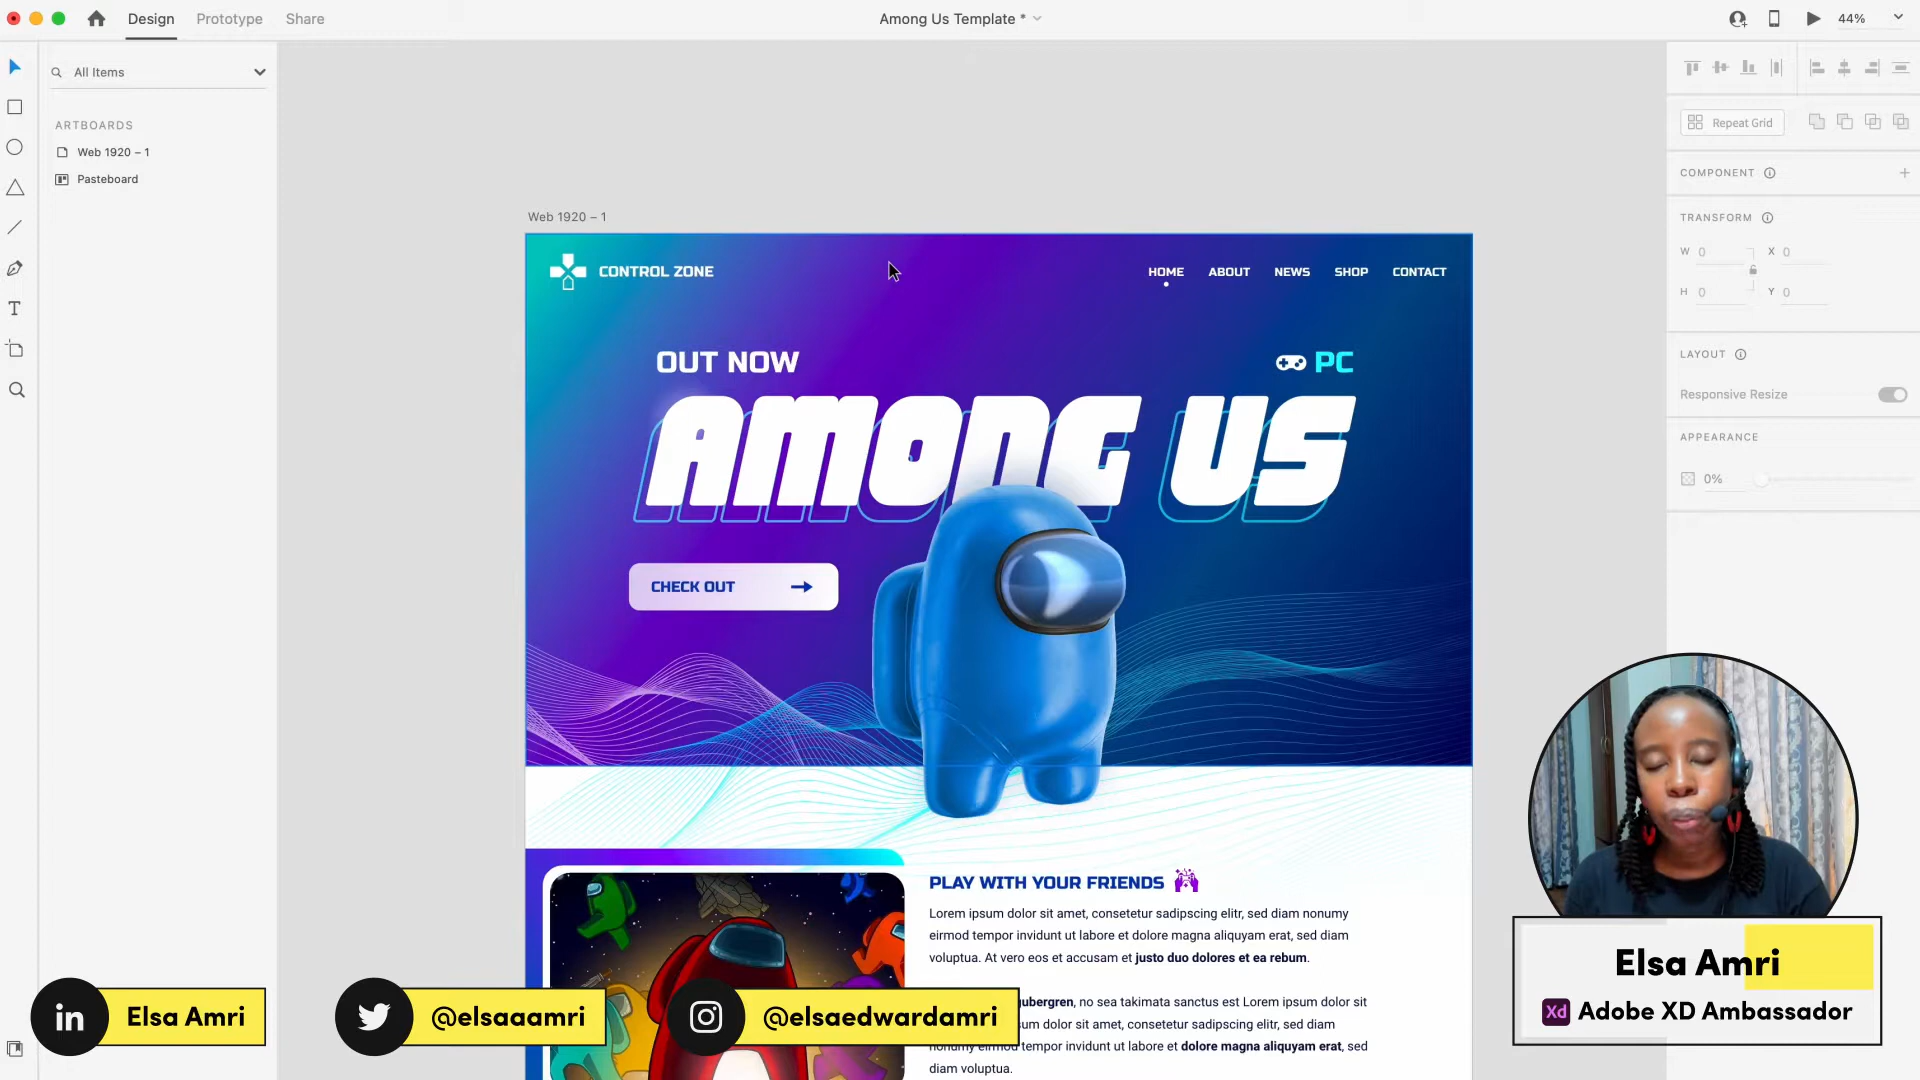 Design
Prototype
Share
Among Us Template *
44%
All Items
ARTBOARDS
Web 1920 – 1
Pasteboard
Web 1920 – 1
CONTROL ZONE
HOME
ABOUT
NEWS
SHOP
CONTACT
OUT NOW
PC
AMONG US
CHECK OUT
PLAY WITH YOUR FRIENDS
Lorem ipsum dolor sit amet, consetetur sadipscing elitr, sed diam nonumy
eirmod tempor invidunt ut labore et dolore magna aliquyam erat, sed diam
voluptua. At vero eos et accusam et justo duo dolores et ea rebum.
gubergren, no sea takimata sanctus est Lorem ipsum dolor sit
sum dolor sit amet, consetetur sadipscing elitr, sed diam
nonumy eirmod tempor invidunt ut labore et dolore magna aliquyam erat, sed
diam voluptua.
Repeat Grid
COMPONENT
TRANSFORM
W 0
X 0
H 0
Y 0
LAYOUT
Responsive Resize
APPEARANCE
0%
in
Elsa Amri
@elsaaamri
@elsaedwardamri
Elsa Amri
Xd Adobe XD Ambassador